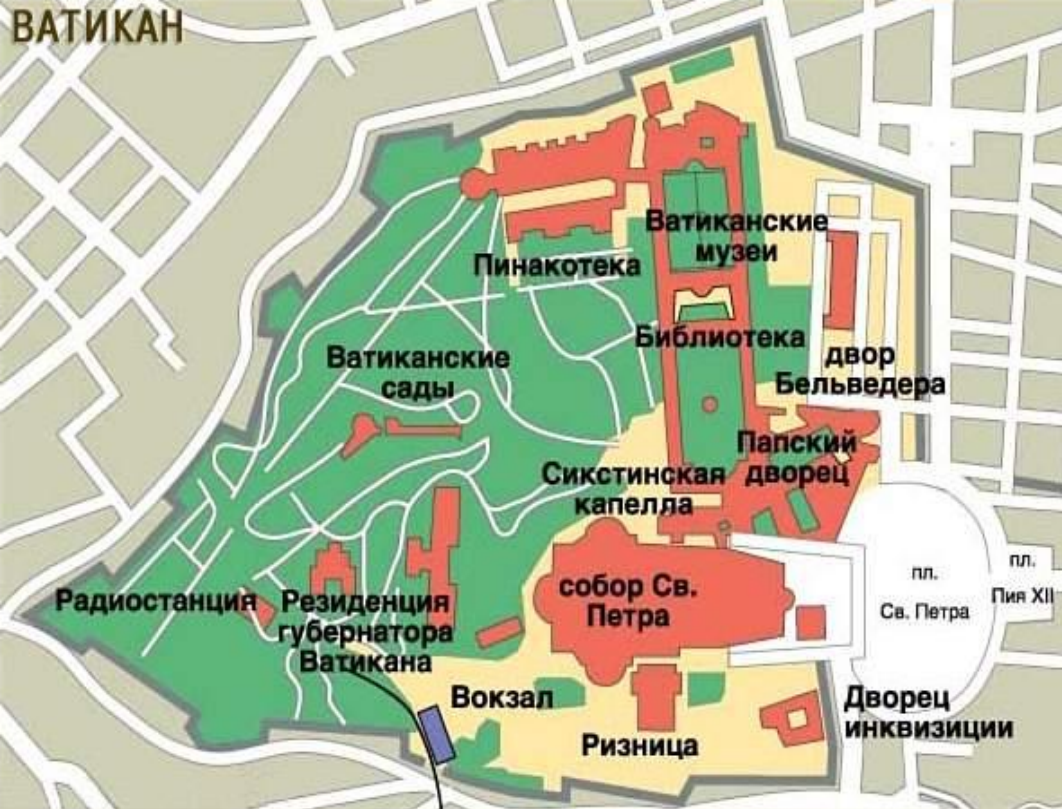 ВАТИКАН
Ватиканские
музеи
Пинакотека
Библиотека
Ватиканские
сады
двор
Бельведера
Папский
дворец
Сикстинская
капелла
пл.
Пия XII
пл.
Св. Петра
собор Св.
Петра
Радиостанция
Резиденция
губернатора
Ватикана
Вокзал
Ризница
Дворец
инквизиции